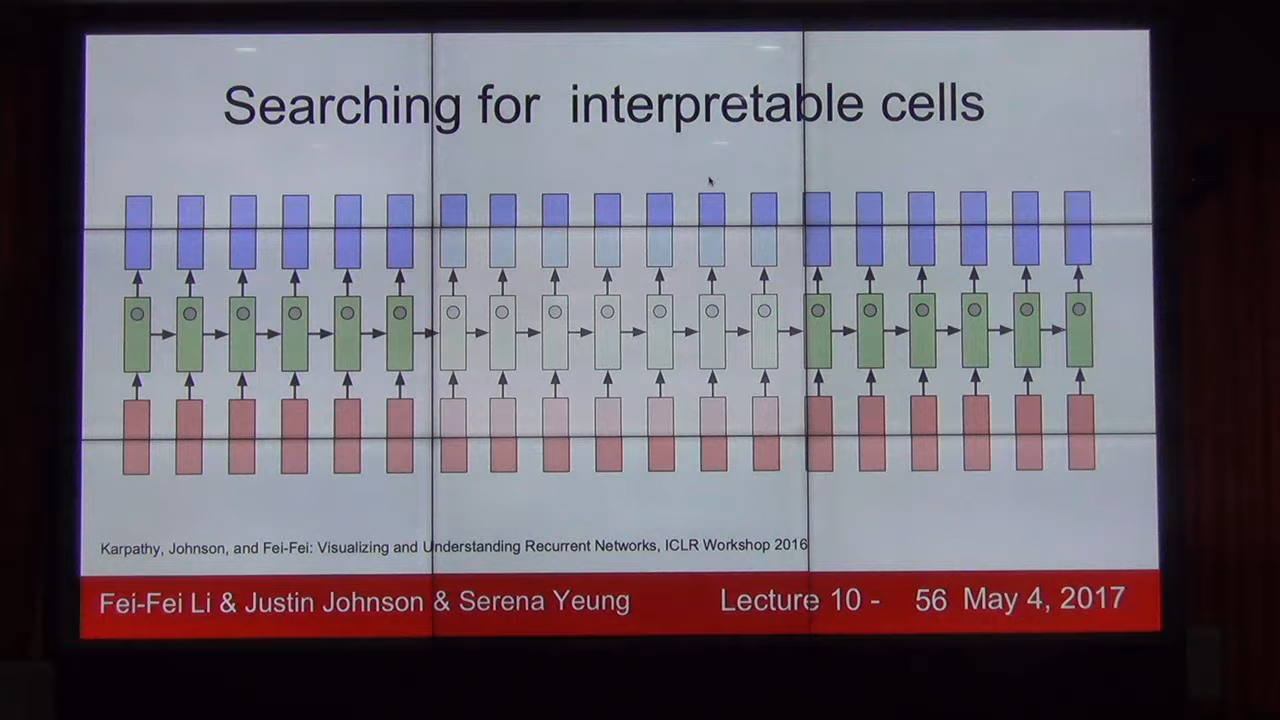 Searching for interpretable cells
Karpathy, Johnson, and Fei-Fei: Visualizing and Understanding Recurrent Networks, ICLR Workshop 2016
Fei-Fei Li & Justin Johnson & Serena Yeung Lecture 10 - 56 May 4, 2017